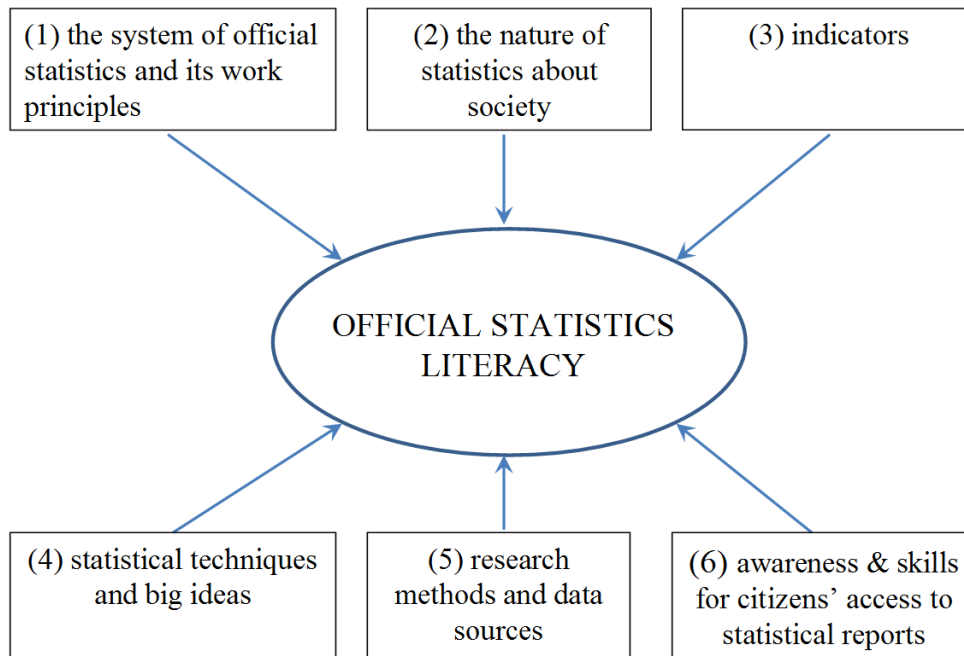 (1) the system of official
statistics and its work
principles
(2) the nature of
statistics about
society
(3) indicators
OFFICIAL STATISTICS
LITERACY
(4) statistical techniques
and big ideas
(5) research
methods and data
sources
(6) awareness & skills
for citizens’ access to
statistical reports